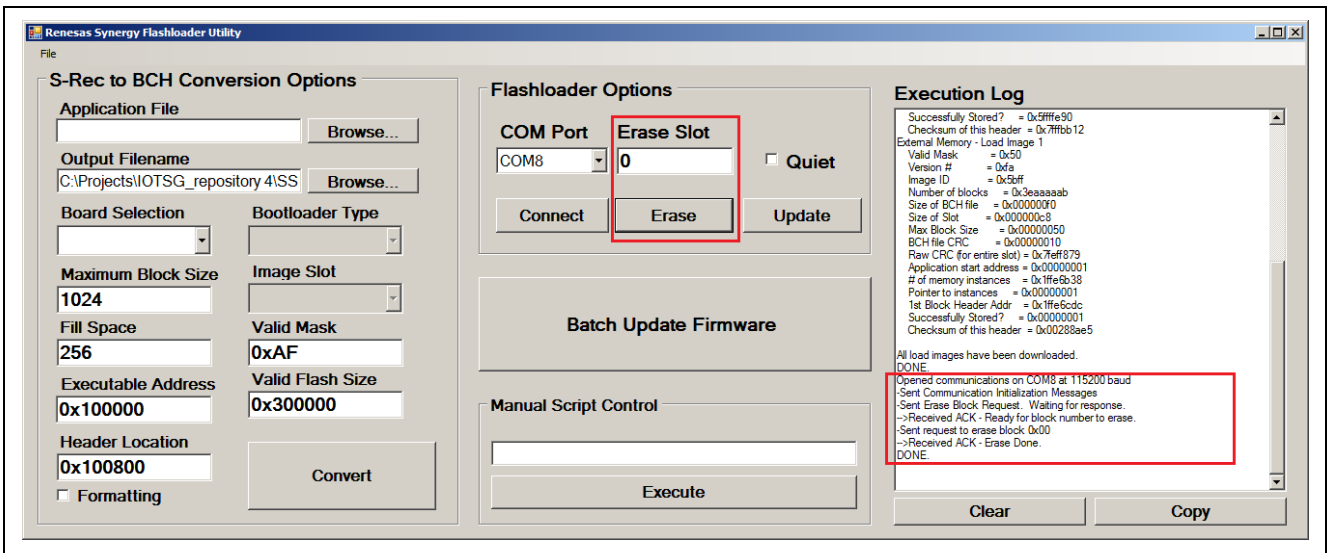 Renesas Synergy Flashloader Utility
File
S-Rec to BCH Conversion Options
Application File
Browse...
Output Filename
C:\Projects\IOTSG_repository 4\SS
Browse...
Board Selection
Bootloader Type
Maximum Block Size
Image Slot
1024
Fill Space
Valid Mask
256
0xAF
Executable Address
Valid Flash Size
0x100000
0x300000
Header Location
0x100800
Convert
Formatting
Flashloader Options
COM Port
Erase Slot
COM8
0
Quiet
Connect
Erase
Update
Batch Update Firmware
Manual Script Control
Execute
Execution Log
Successfully Stored? = 0x5ffffe90
Checksum of this header = 0x7fffbb12
External Memory - Load Image 1
Valid Mask = 0x50
Version # = 0xfa
Image ID = 0x5bff
Number of blocks = 0x3eaaaaab
Size of BCH file = 0x000000f0
Size of Slot = 0x000000c8
Max Block Size = 0x00000050
BCH file CRC = 0x00000010
Raw CRC (for entire slot) = 0x7feff879
Application start address = 0x00000001
# of memory instances = 0x1ffe6b38
Pointer to instances = 0x00000001
1st Block Header Addr = 0x1ffe6cdc
Successfully Stored? = 0x00000001
Checksum of this header = 0x00288ae5
All load images have been downloaded.
DONE.
Opened communications on COM8 at 115200 baud
-Sent Communication Initialization Messages
-Sent Erase Block Request. Waiting for response.
-->Received ACK - Ready for block number to erase.
-Sent request to erase block 0x00
-->Received ACK - Erase Done.
DONE.
Clear
Copy